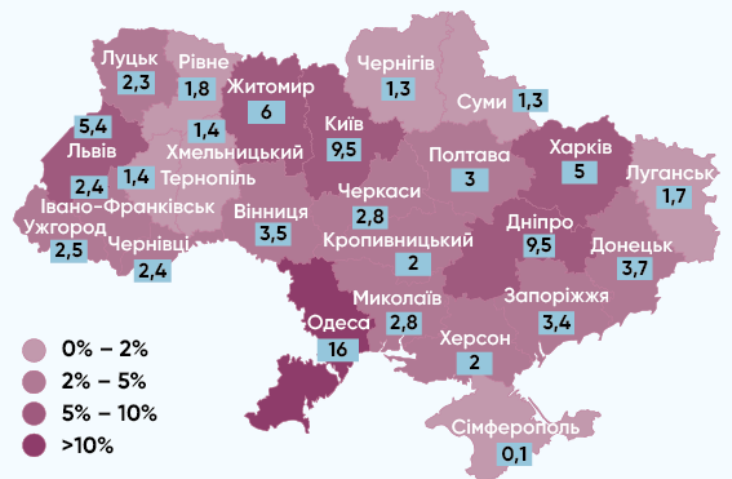 Луцьк
2,3
Рівне
1,8
Житомир
6
Київ
9,5
Чернігів
1,3
Суми 1,3
5,4
Львів
1,4
Хмельницький
2,4
1,4
Тернопіль
Івано-Франківськ
Ужгород
2,5
Чернівці
2,4
Вінниця
3,5
Черкаси
2,8
Полтава
3
Харків
5
Луганськ
1,7
Кропивницький
2
Дніпро
9,5
Донецьк
3,7
Одеса
16
Миколаїв
2,8
Херсон
2
Запоріжжя
3,4
Сімферополь
0,1
0% – 2%
2% – 5%
5% – 10%
>10%